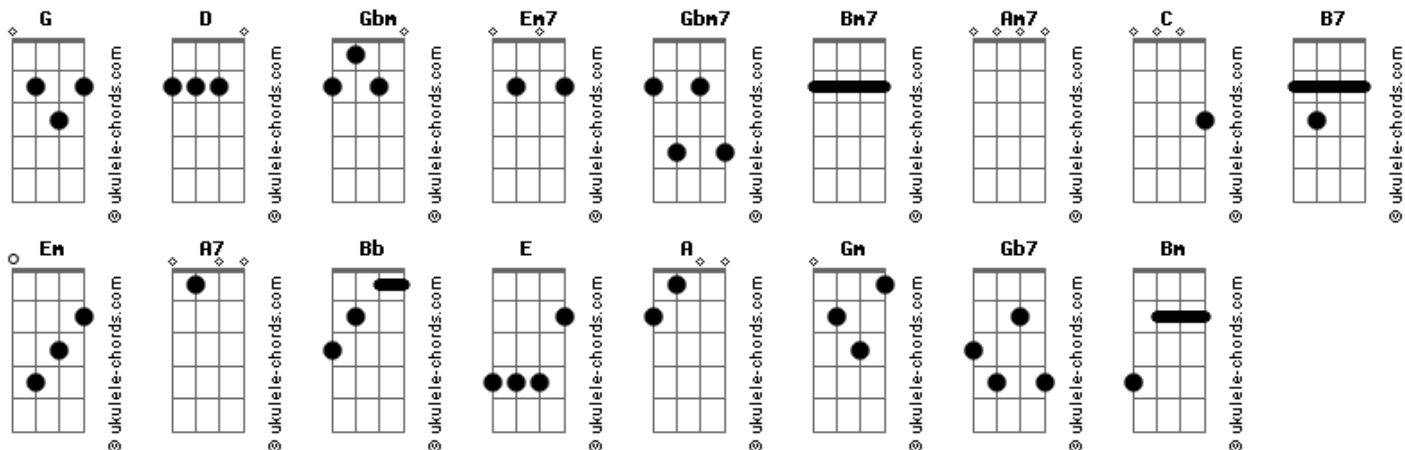 G D Gbm Em7 Gbm7 Bm7 Am7 C B7
© ukulele-chords.com © ukulele-chords.com © ukulele-chords.com © ukulele-chords.com © ukulele-chords.com © ukulele-chords.com © ukulele-chords.com © ukulele-chords.com © ukulele-chords.com
Em A7 Bb E A Gm Gb7 Bm
© ukulele-chords.com © ukulele-chords.com © ukulele-chords.com © ukulele-chords.com © ukulele-chords.com © ukulele-chords.com © ukulele-chords.com © ukulele-chords.com